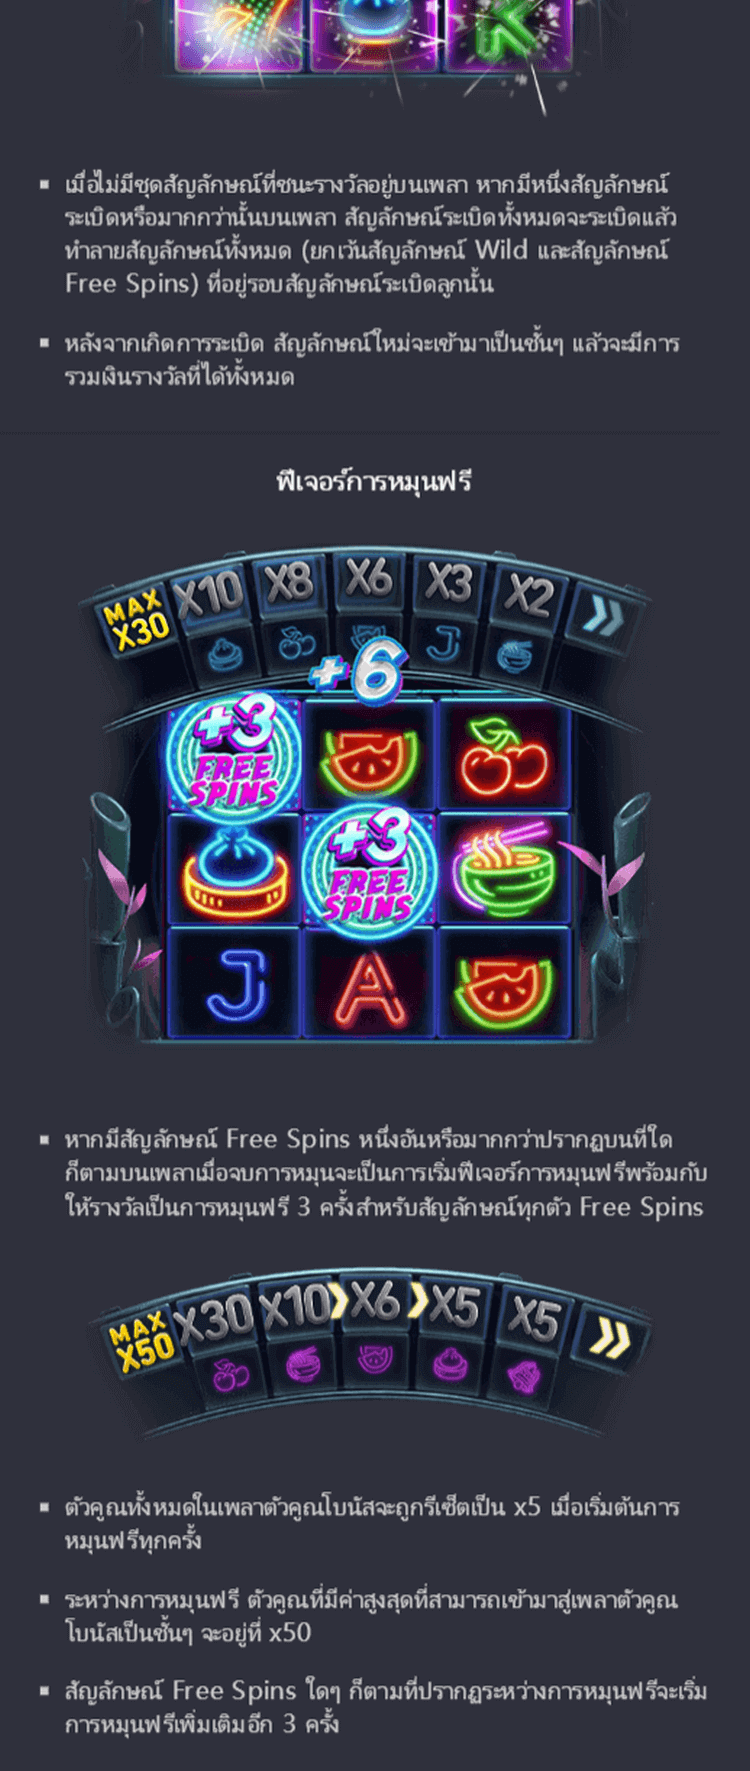 เมื่อไม่มีชุดสัญลักษณ์ที่ชนะรางวัลอยู่บนเพลา หากมีหนึ่งสัญลักษณ์
ระเบิดหรือมากกว่านั้นบนเพลา สัญลักษณ์ระเบิดทั้งหมดจะระเบิดแล้ว
ทำลายสัญลักษณ์ทั้งหมด (ยกเว้นสัญลักษณ์ Wild และสัญลักษณ์
Free Spins) ที่อยู่รอบสัญลักษณ์ระเบิดลูกนั้น
หลังจากเกิดการระเบิด สัญลักษณ์ใหม่จะเข้ามาเป็นชั้นๆ แล้วจะมีการ
รวมเงินรางวัลที่ได้ทั้งหมด
ฟีเจอร์การหมุนฟรี
MAX X30 X10 X8 X6 X3 X2
J
+6
+3 FREE SPINS
+3 FREE SPINS
J A
หากมีสัญลักษณ์ Free Spins หนึ่งอันหรือมากกว่าปรากฏบนที่ใด
ก็ตามบนเพลาเมื่อจบการหมุนจะเป็นการเริ่มฟีเจอร์การหมุนฟรีพร้อมกับ
ให้รางวัลเป็นการหมุนฟรี 3 ครั้งสำหรับสัญลักษณ์ทุกตัว Free Spins
MAX X50 X30 X10 X6 X5 X5
ตัวคูณทั้งหมดในเพลาตัวคูณโบนัสจะถูกรีเซ็ตเป็น x5 เมื่อเริ่มต้นการ
หมุนฟรีทุกครั้ง
ระหว่างการหมุนฟรี ตัวคูณที่มีค่าสูงสุดที่สามารถเข้ามาสู่เพลาตัวคูณ
โบนัสเป็นชั้นๆ จะอยู่ที่ x50
สัญลักษณ์ Free Spins ใดๆ ก็ตามที่ปรากฏระหว่างการหมุนฟรีจะเริ่ม
การหมุนฟรีเพิ่มเติมอีก 3 ครั้ง